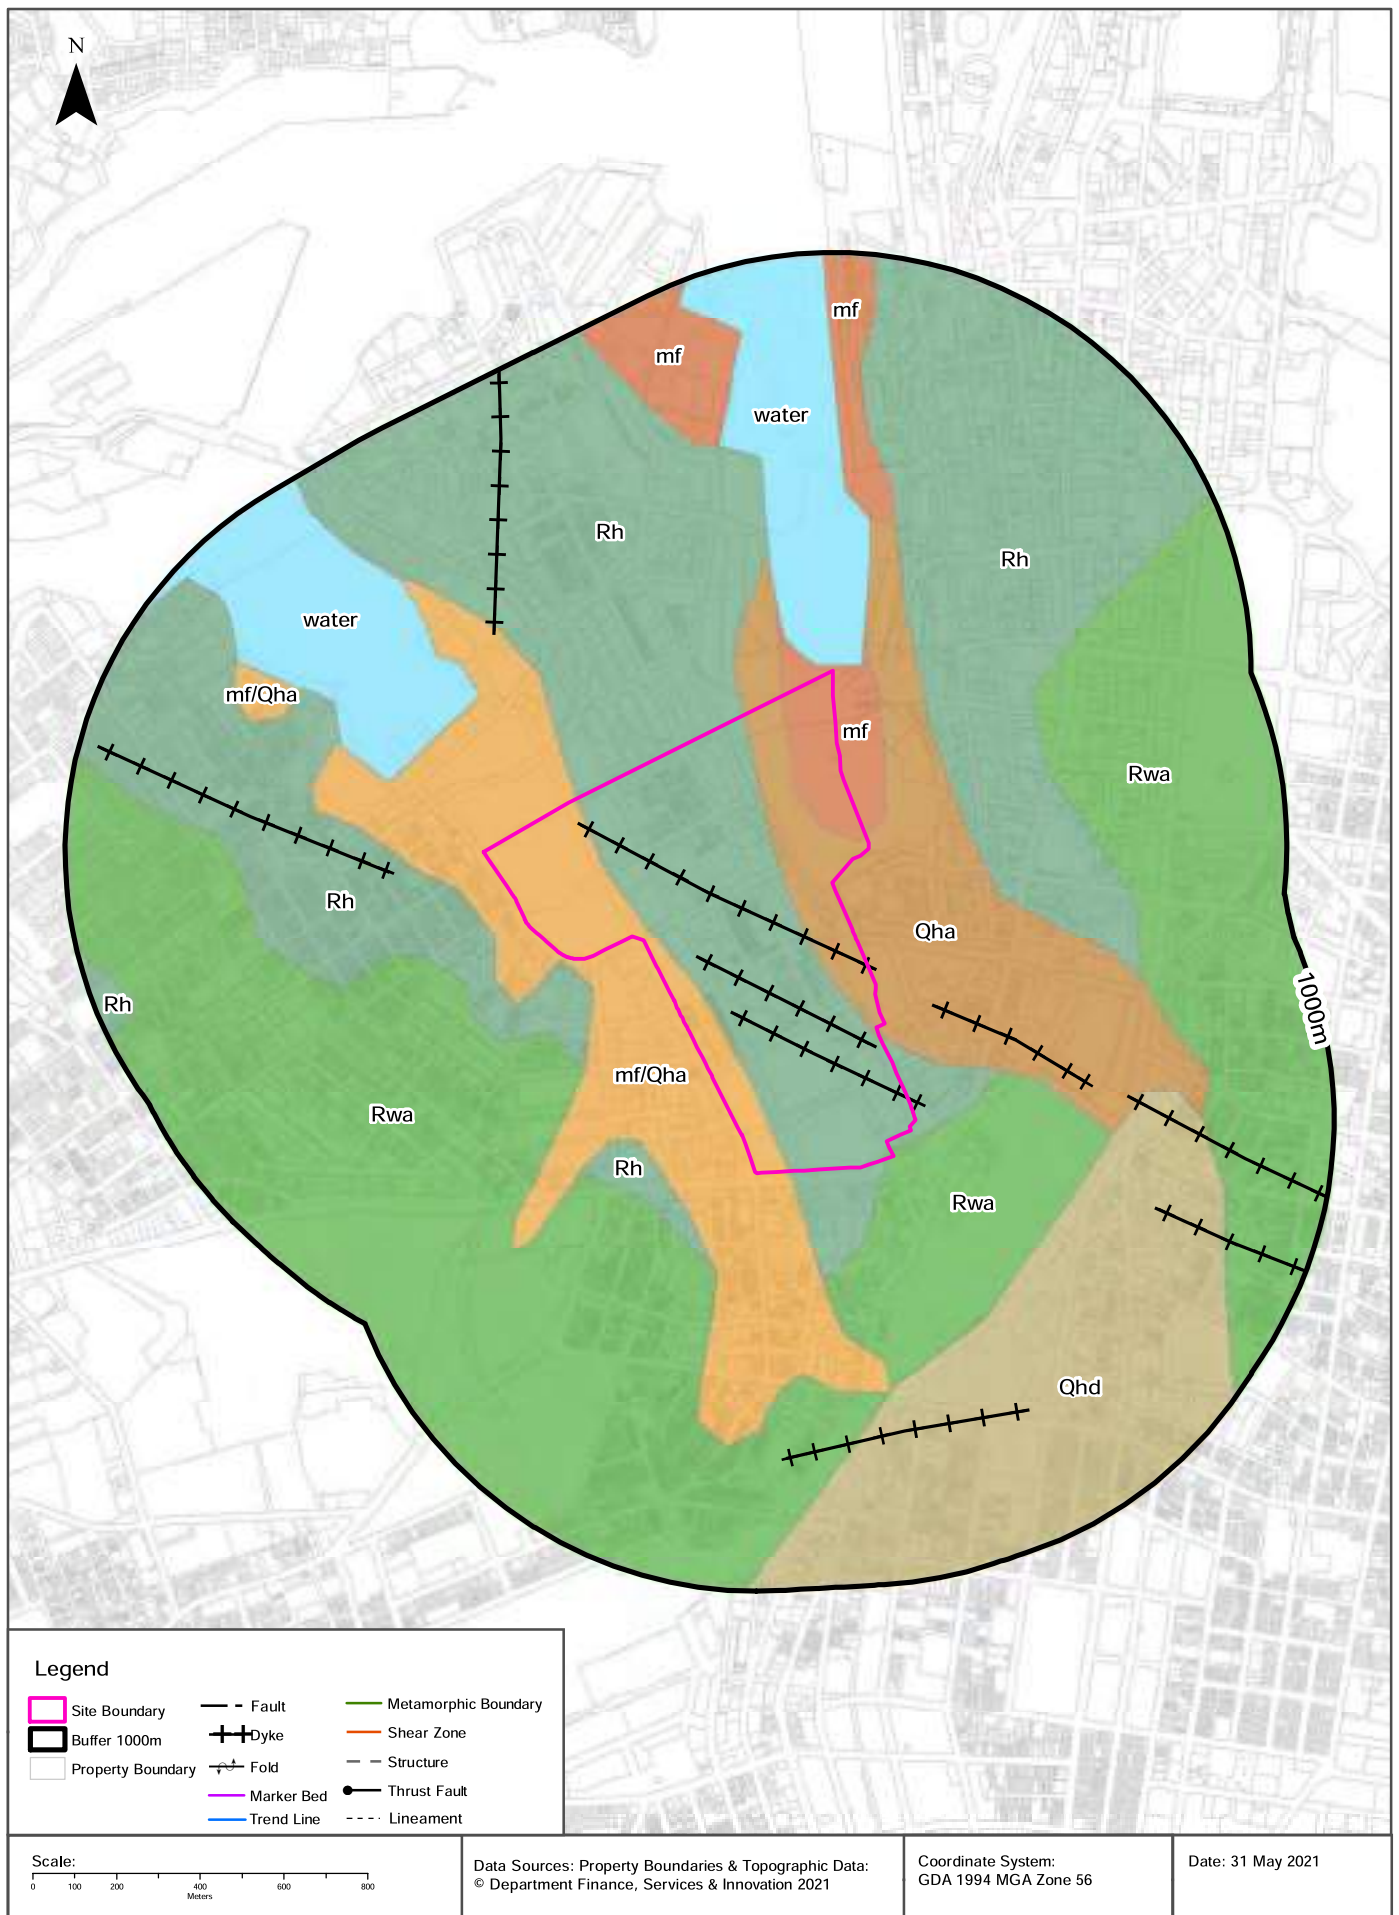 N
mf
mf
water
Rh
Rh
water
mf/Qha
mf
Rwa
Rh
Qha
Rh
1000m
mf/Qha
Rwa
Rh
Rwa
Qhd
Legend
Site Boundary
Buffer 1000m
Property Boundary
Fault
Dyke
Fold
Marker Bed
Trend Line
Metamorphic Boundary
Shear Zone
Structure
Thrust Fault
Lineament
Scale:
0 100 200 400 600 800
Meters
Data Sources: Property Boundaries & Topographic Data:
© Department Finance, Services & Innovation 2021
Coordinate System:
GDA 1994 MGA Zone 56
Date: 31 May 2021